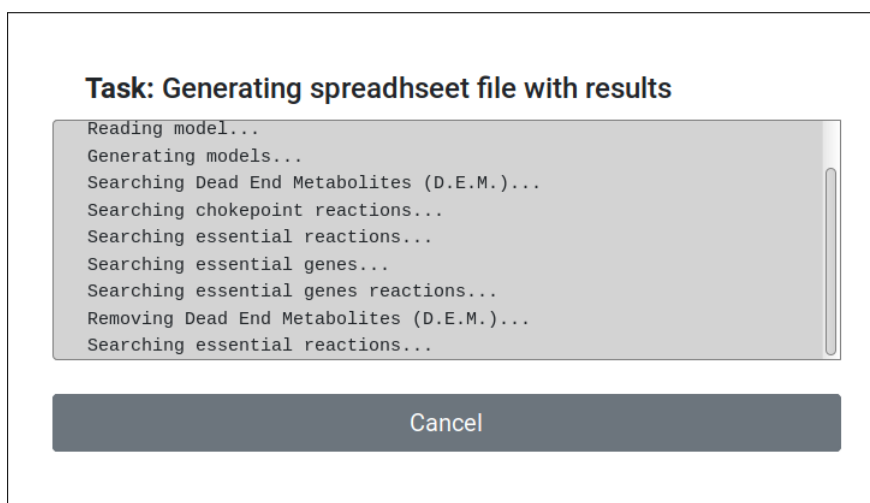 Task: Generating spreadhseet file with results
Reading model...
Generating models...
Searching Dead End Metabolites (D.E.M.)...
Searching chokepoint reactions...
Searching essential reactions...
Searching essential genes...
Searching essential genes reactions...
Removing Dead End Metabolites (D.E.M.)...
Searching essential reactions...
Cancel